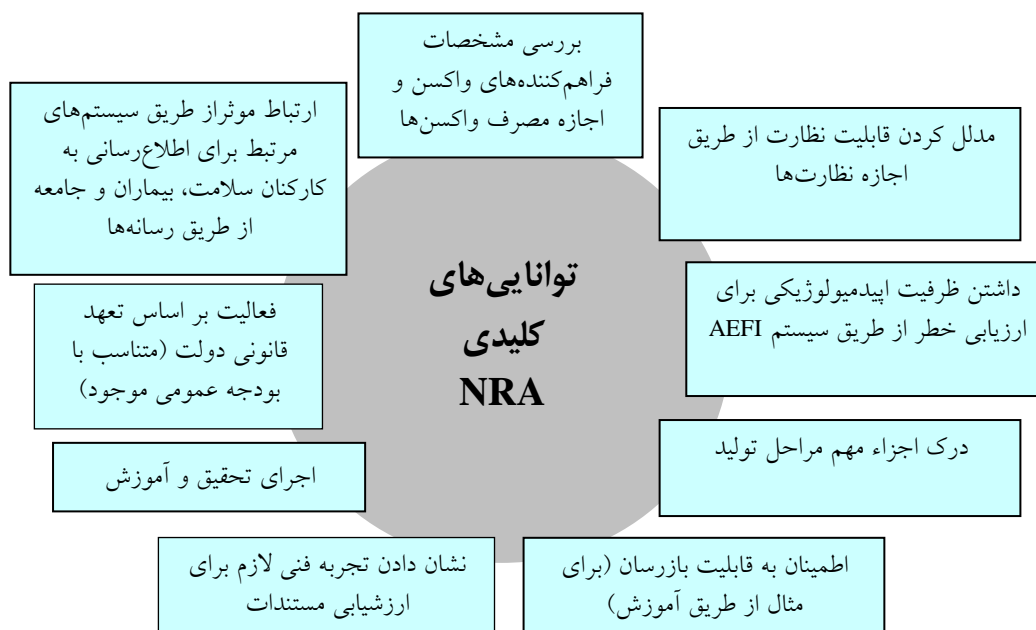 بررسی مشخصات
فراهم‌کننده‌های واکسن و
اجازه مصرف واکسن‌ها
مدلل کردن قابلیت نظارت از طریق
اجازه نظارت‌ها
داشتن ظرفیت اپیدمیولوژیکی برای
ارزیابی خطر از طریق سیستم AEFI
درک اجزاء مهم مراحل تولید
اطمینان به قابلیت بازرسان (برای
مثال از طریق آموزش)
نشان دادن تجربه فنی لازم برای
ارزشیابی مستندات
اجرای تحقیق و آموزش
فعالیت بر اساس تعهد
قانونی دولت (متناسب با
بودجه عمومی موجود)
ارتباط موثراز طریق سیستم‌های
مرتبط برای اطلاع‌رسانی به
کارکنان سلامت، بیماران و جامعه
از طریق رسانه‌ها
توانایی‌های
کلیدی
NRA